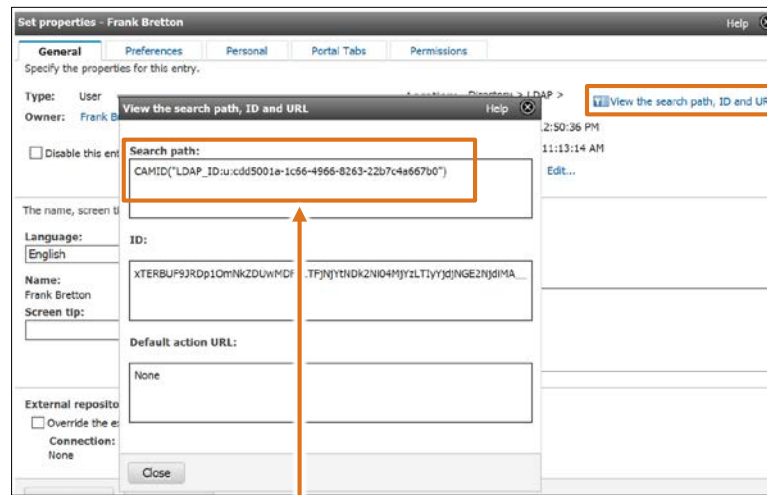 Set properties - Frank Bretton
Help
General Preferences Personal Portal Tabs Permissions
Specify the properties for this entry.
Type: User
Directory > LDAP >
View the search path, ID and UR
Owner: Frank B
2:50:36 PM
Disable this ent
11:13:14 AM
Edit...
View the search path, ID and URL Help
Search path:
CAMID("LDAP_ID:u:cdd5001a-1c66-4966-8263-22b7c4a667b0")
ID:
Default action URL:
None
Close
The name, screen ti
Language:
English
Name:
Frank Bretton
Screen tip:
External reposito
Override the e
Connection:
None